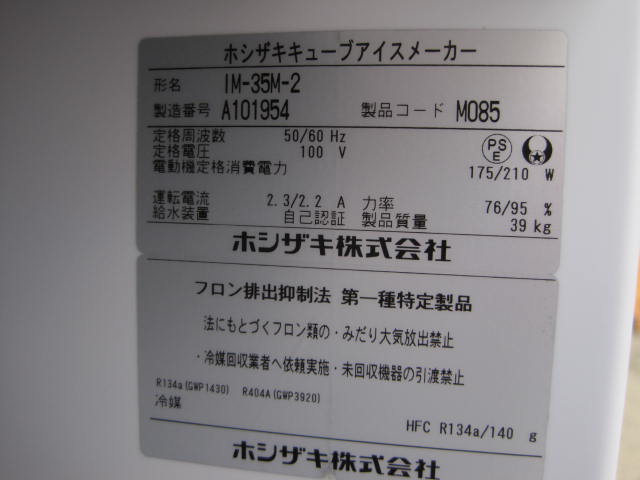 ホシザキキューブアイスメーカー
形名 IM-35M-2
製造番号 A101954 製品コード M085
定格周波数 50/60 Hz
定格電圧 100 V
PS E
電動機定格消費電力 175/210 W
運転電流 2.3/2.2 A 力率 76/95 %
給水装置 自己認証 製品質量 39 kg
ホシザキ株式会社
フロン排出抑制法 第一種特定製品
法にもとづくフロン類の・みだり大気放出禁止
・冷媒回収業者へ依頼実施・未回収機器の引渡禁止
R134a(GWP1430) R404A(GWP3920)
冷媒 HFC R134a/140 g
ホシザキ株式会社